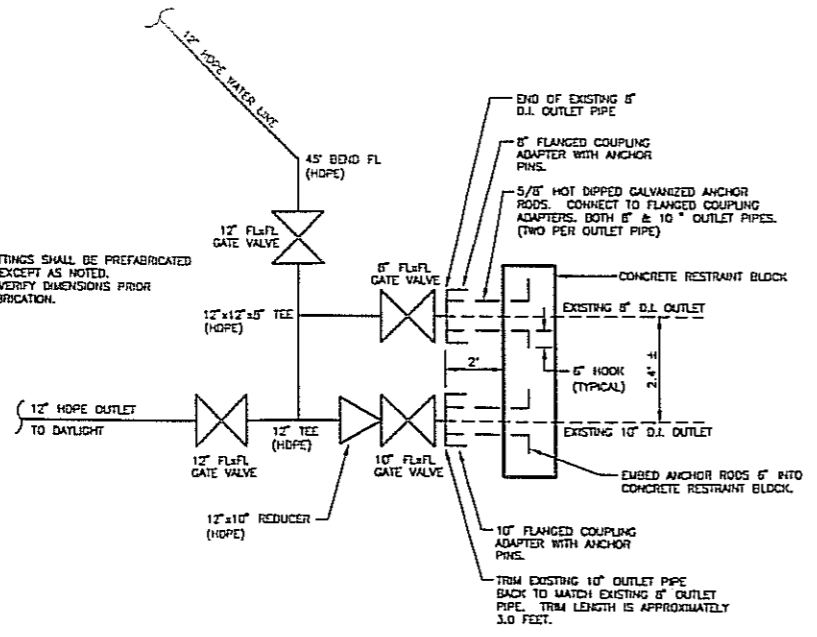 12" HDPE WATER LINE
END OF EXISTING 8"
D.I. OUTLET PIPE
8" FLANGED COUPLING
ADAPTER WITH ANCHOR
PINS.
45° BEND FL
(HDPE)
5/8" HOT DIPPED GALVANIZED ANCHOR
RODS. CONNECT TO FLANGED COUPLING
ADAPTERS. BOTH 8" & 10" OUTLET PIPES.
(TWO PER OUTLET PIPE)
12" FLxFL
GATE VALVE
TTINGS SHALL BE PREFABRICATED
EXCEPT AS NOTED.
VERIFY DIMENSIONS PRIOR
BRICATION.
8" FLxFL
GATE VALVE
CONCRETE RESTRAINT BLOCK
12"x12"x8" TEE
(HDPE)
EXISTING 8" D.I. OUTLET
2'
6" HOOK
(TYPICAL)
2.4' ±
12" HDPE OUTLET
TO DAYLIGHT
12" FLxFL
GATE VALVE
12" TEE
(HDPE)
10" FLxFL
GATE VALVE
EXISTING 10" D.I. OUTLET
EMBED ANCHOR RODS 6" INTO
CONCRETE RESTRAINT BLOCK.
12"x10" REDUCER
(HDPE)
10" FLANGED COUPLING
ADAPTER WITH ANCHOR
PINS.
TRIM EXISTING 10" OUTLET PIPE
BACK TO MATCH EXISTING 8" OUTLET
PIPE. TRIM LENGTH IS APPROXIMATELY
3.0 FEET.